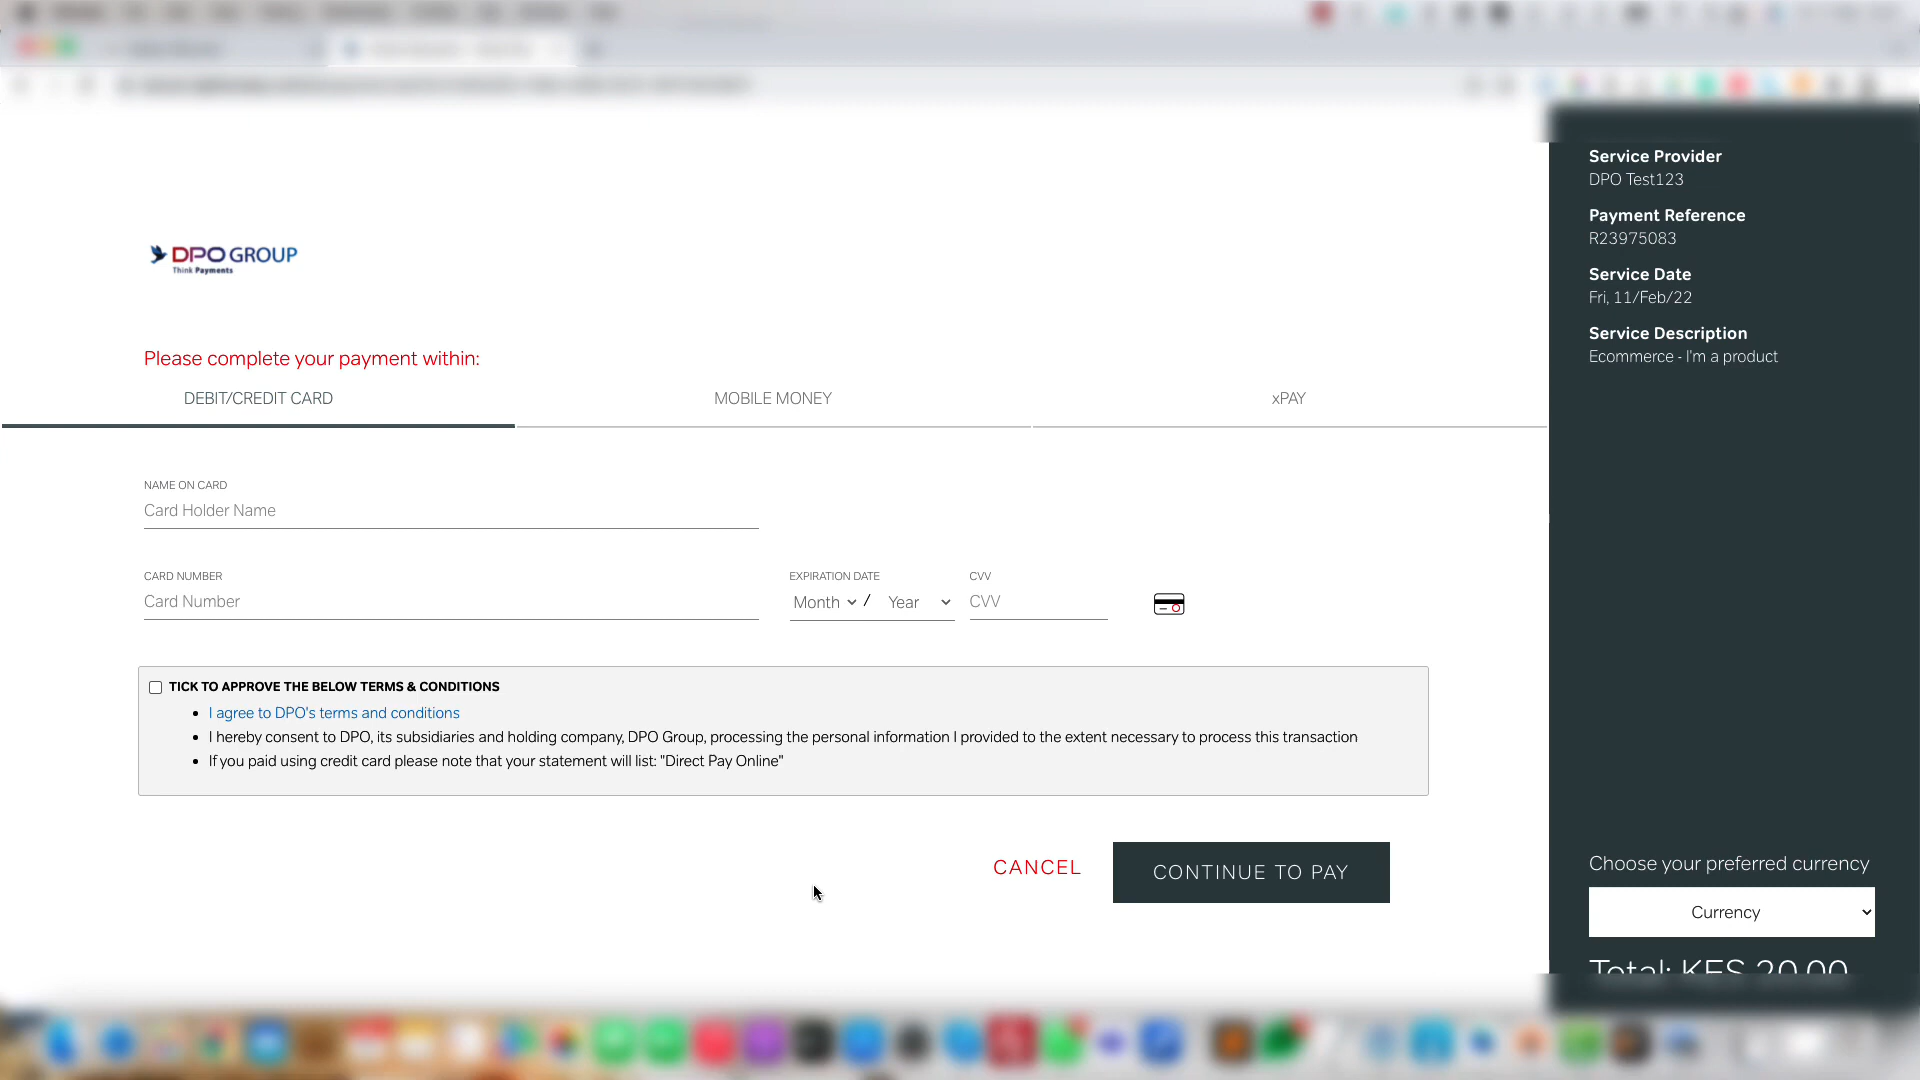 DPO GROUP
Think Payments
Please complete your payment within:
DEBIT/CREDIT CARD
MOBILE MONEY
xPAY
NAME ON CARD
Card Holder Name
CARD NUMBER
Card Number
EXPIRATION DATE
Month / Year
CVV
CVV
TICK TO APPROVE THE BELOW TERMS & CONDITIONS
• I agree to DPO's terms and conditions
• I hereby consent to DPO, its subsidiaries and holding company, DPO Group, processing the personal information I provided to the extent necessary to process this transaction
• If you paid using credit card please note that your statement will list: "Direct Pay Online"
CANCEL
CONTINUE TO PAY
Service Provider
DPO Test123
Payment Reference
R23975083
Service Date
Fri, 11/Feb/22
Service Description
Ecommerce - I'm a product
Choose your preferred currency
Currency
Total: KES 20.00